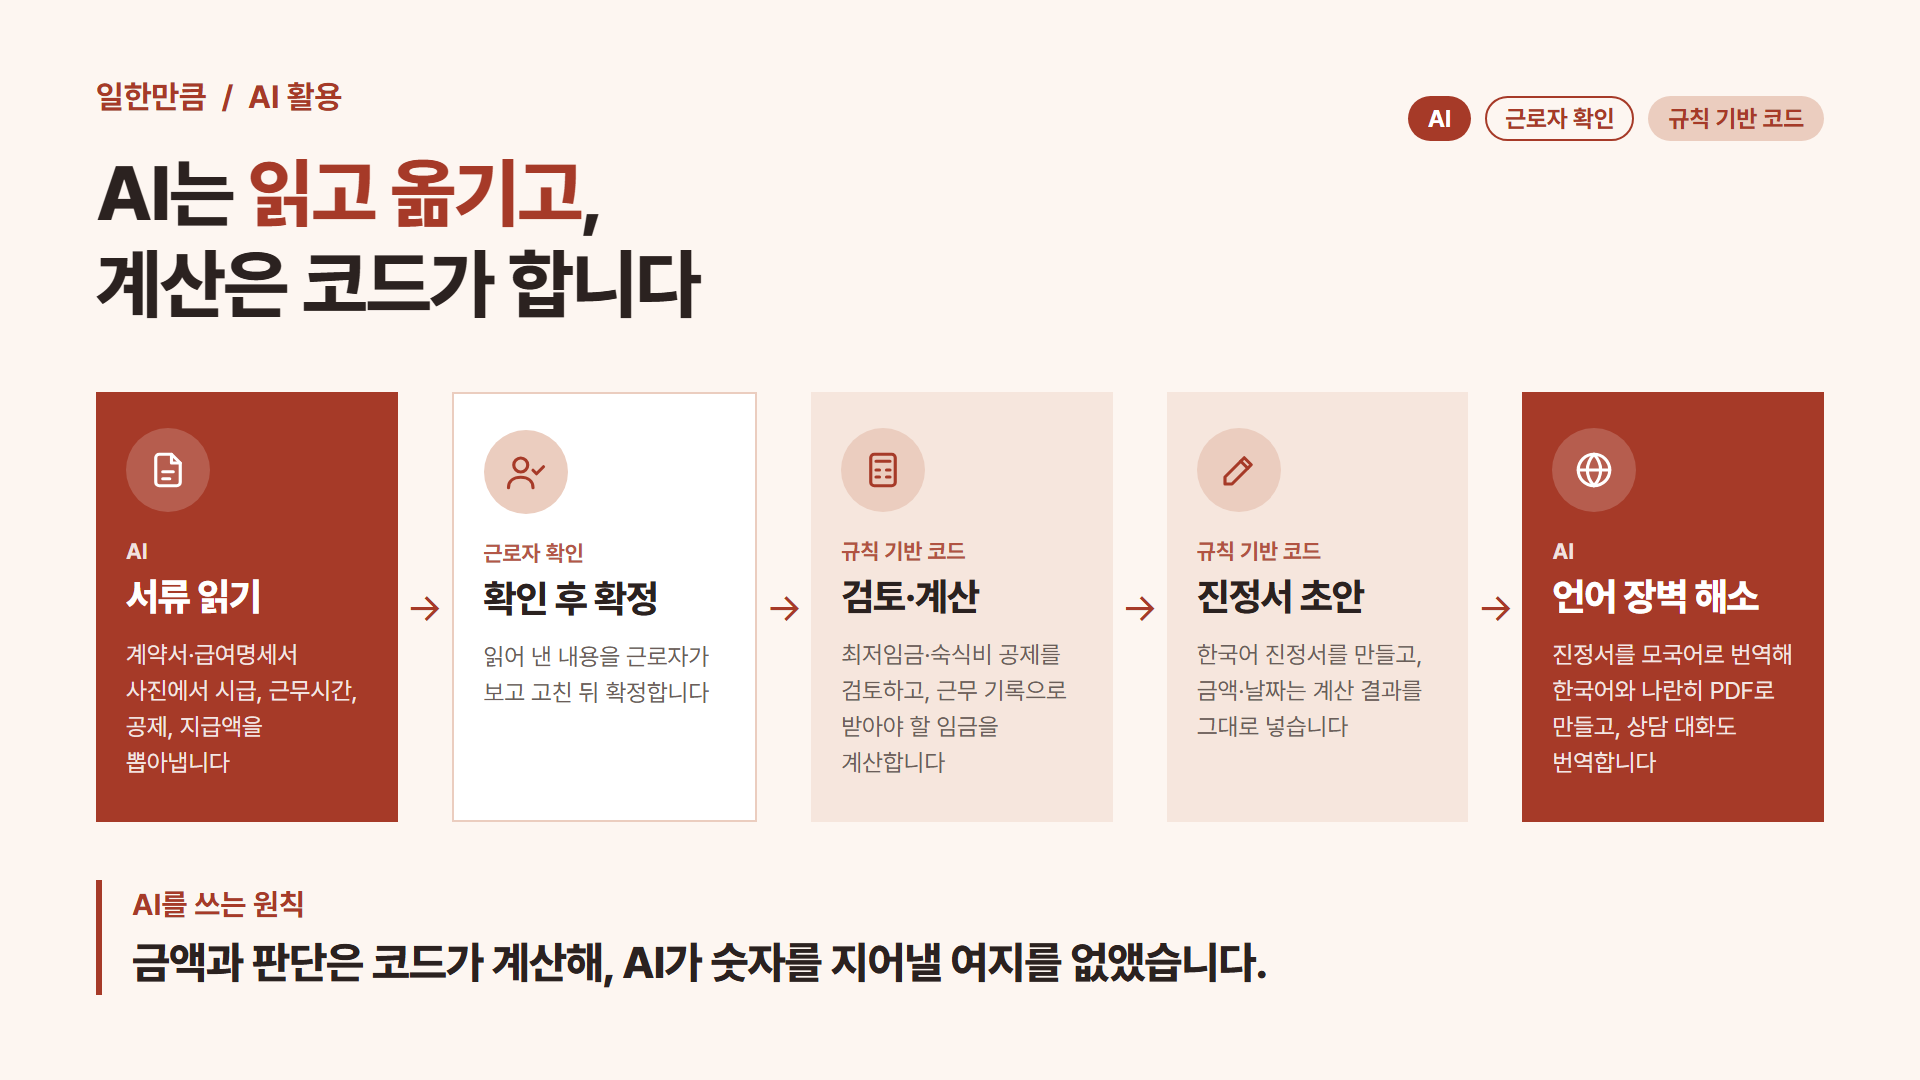 일한만큼 / AI 활용
AI
근로자 확인
규칙 기반 코드
AI는 읽고 옮기고,
계산은 코드가 합니다
AI
서류 읽기
계약서·급여명세서
사진에서 시급, 근무시간,
공제, 지급액을
뽑아냅니다
근로자 확인
확인 후 확정
읽어 낸 내용을 근로자가
보고 고친 뒤 확정합니다
규칙 기반 코드
검토·계산
최저임금·숙식비 공제를
검토하고, 근무 기록으로
받아야 할 임금을
계산합니다
규칙 기반 코드
진정서 초안
한국어 진정서를 만들고,
금액·날짜는 계산 결과를
그대로 넣습니다
AI
언어 장벽 해소
진정서를 모국어로 번역해
한국어와 나란히 PDF로
만들고, 상담 대화도
번역합니다
AI를 쓰는 원칙
금액과 판단은 코드가 계산해, AI가 숫자를 지어낼 여지를 없앴습니다.